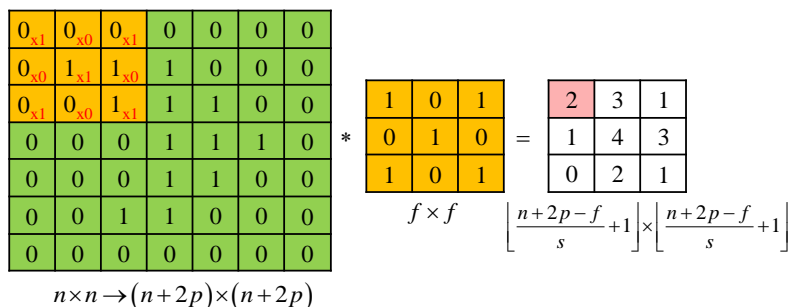 0x1 0x0 0x1 0 0 0 0
0x0 1x1 1x0 1 0 0 0
0x1 0x0 1x1 1 1 0 0
0 0 0 1 1 1 0
0 0 0 1 1 0 0
0 0 1 1 0 0 0
0 0 0 0 0 0 0
n×n→(n+2p)×(n+2p)
*
1 0 1
0 1 0
1 0 1
f×f
=
2 3 1
1 4 3
0 2 1
⌊(n+2p−f)/s+1⌋×⌊(n+2p−f)/s+1⌋